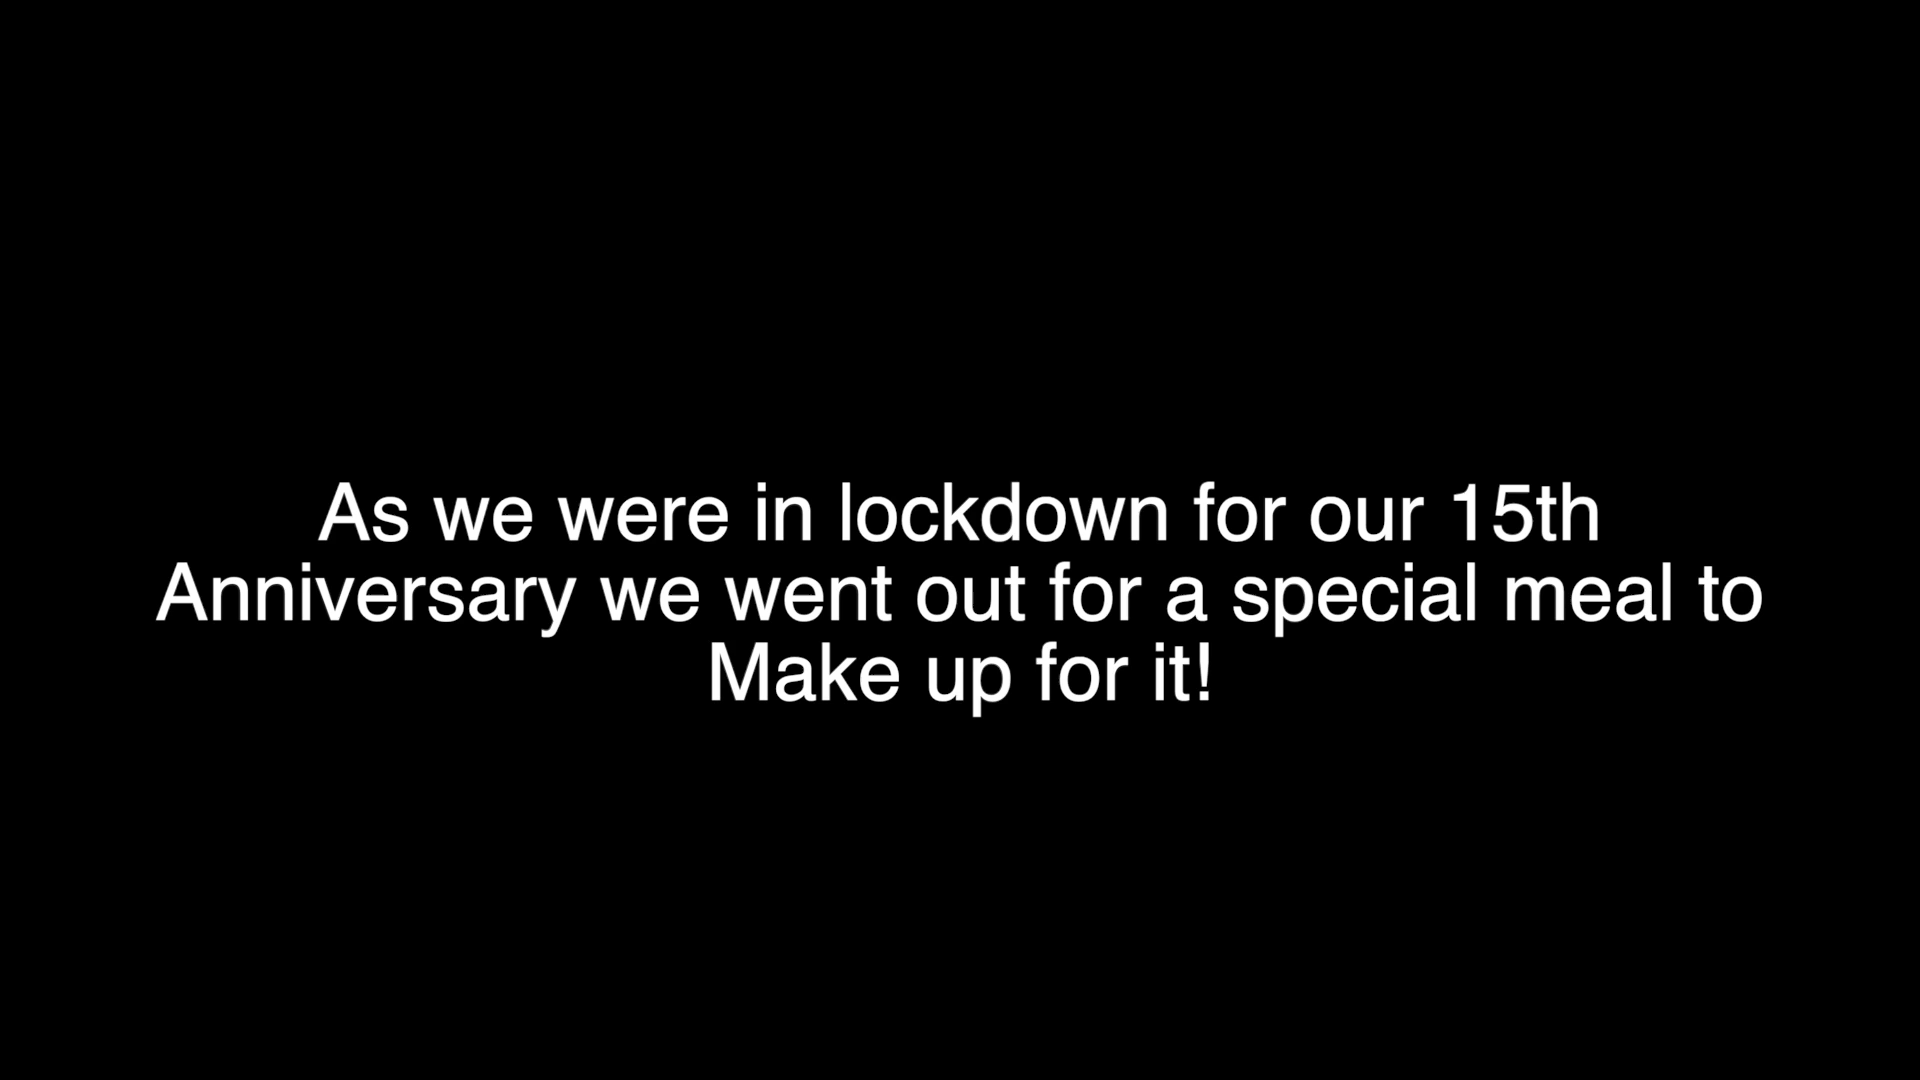 As we were in lockdown for our 15th
Anniversary we went out for a special meal to
Make up for it!